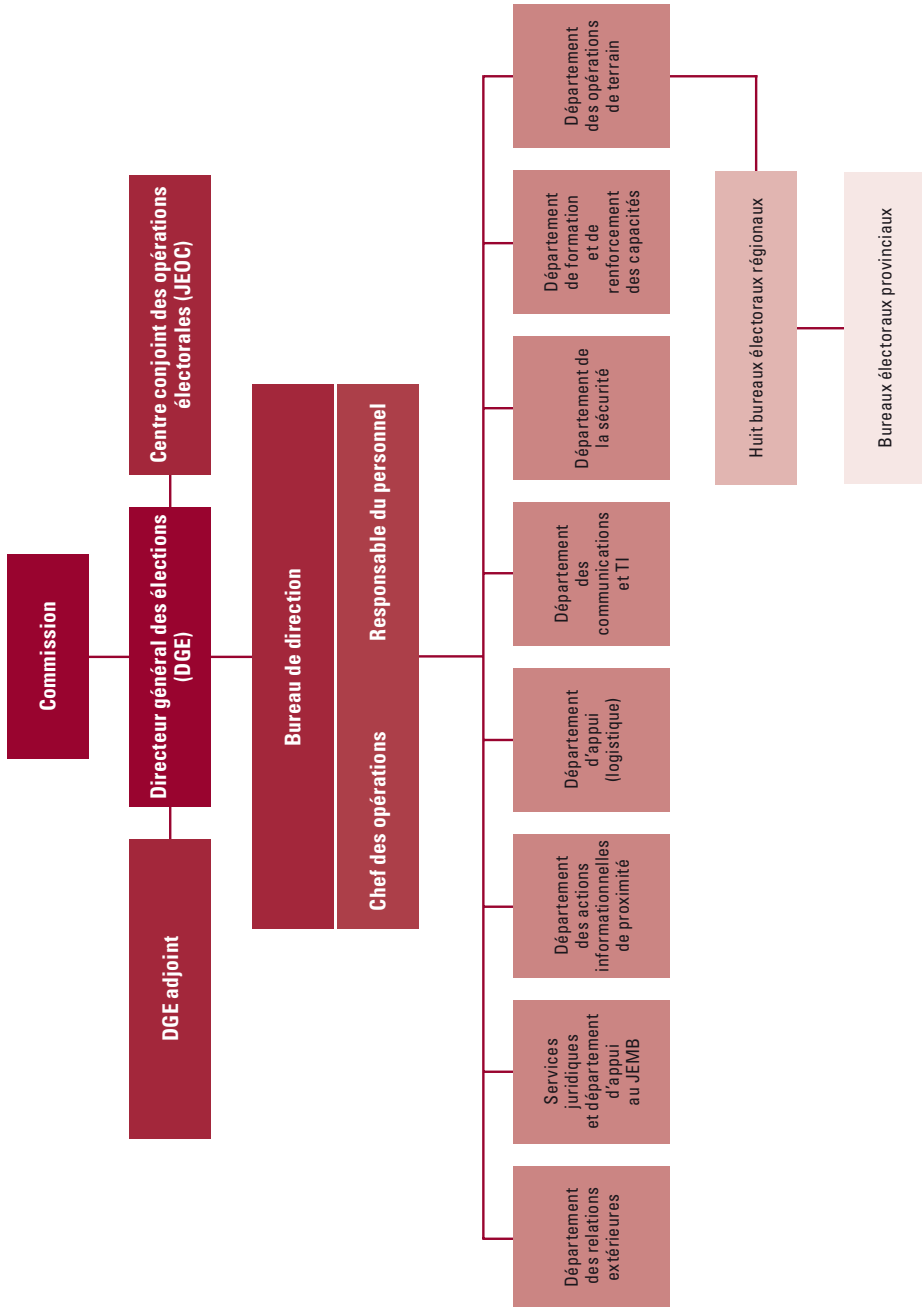 Commission
DGE adjoint
Directeur général des élections
(DGE)
Centre conjoint des opérations
électorales (JEOC)
Bureau de direction
Chef des opérations
Responsable du personnel
Département
des relations
extérieures
Services
juridiques
et département
d'appui
au JEMB
Département
des actions
informationnelles
de proximité
Département
d'appui
(logistique)
Département
des
communications
et TI
Département de
la sécurité
Département
de formation
et de
renforcement
des capacités
Département
des opérations
de terrain
Huit bureaux électoraux régionaux
Bureaux électoraux provinciaux